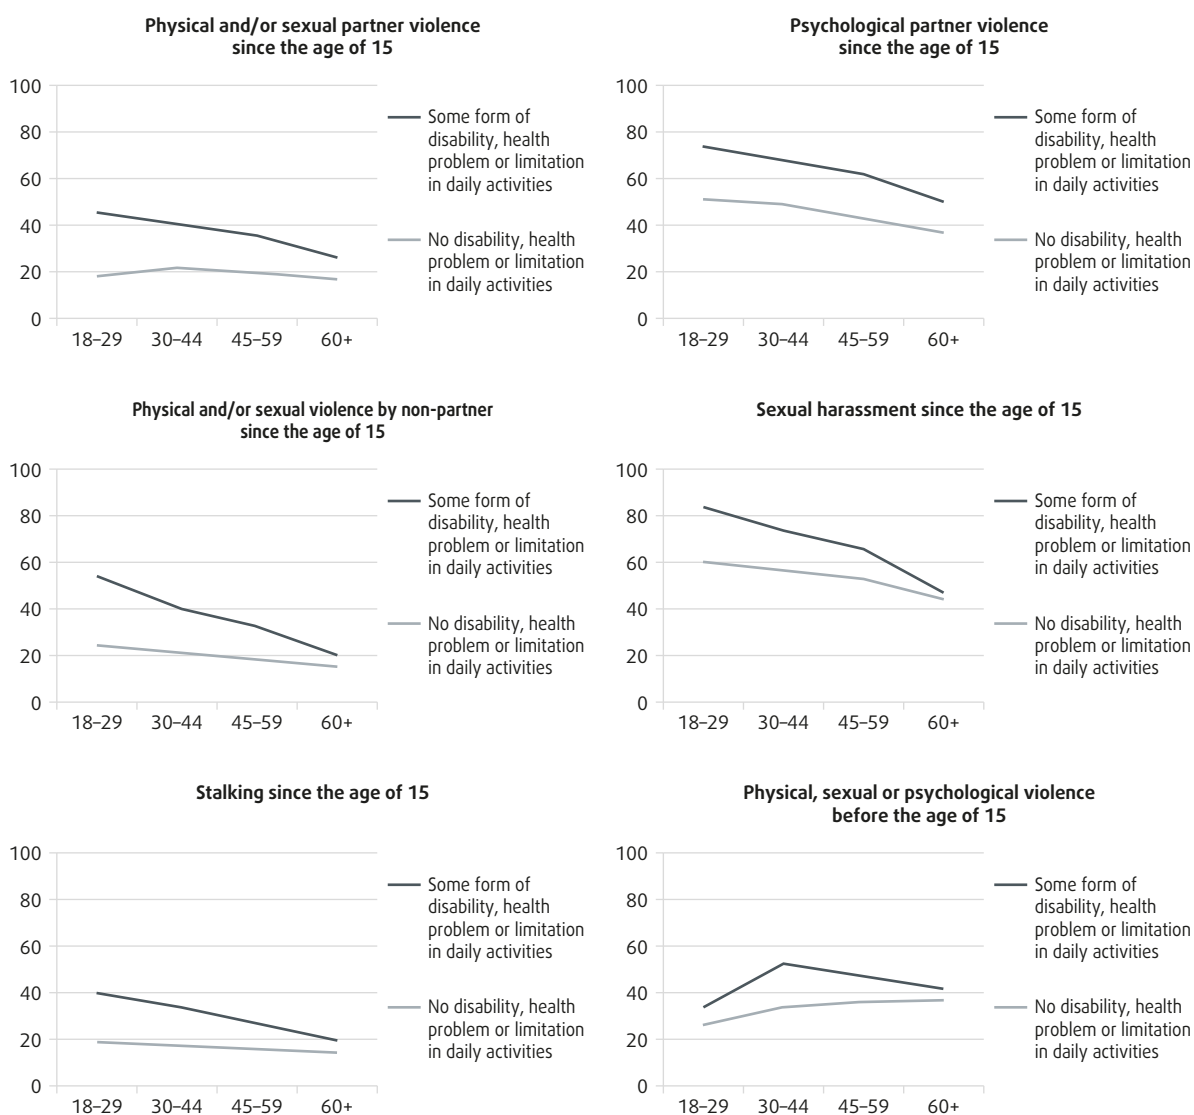 Physical and/or sexual partner violence
since the age of 15
100
80
60
40
20
0
18–29 30–44 45–59 60+
Some form of
disability, health
problem or limitation
in daily activities
No disability, health
problem or limitation
in daily activities
Psychological partner violence
since the age of 15
100
80
60
40
20
0
18–29 30–44 45–59 60+
Some form of
disability, health
problem or limitation
in daily activities
No disability, health
problem or limitation
in daily activities
Physical and/or sexual violence by non-partner
since the age of 15
100
80
60
40
20
0
18–29 30–44 45–59 60+
Some form of
disability, health
problem or limitation
in daily activities
No disability, health
problem or limitation
in daily activities
Sexual harassment since the age of 15
100
80
60
40
20
0
18–29 30–44 45–59 60+
Some form of
disability, health
problem or limitation
in daily activities
No disability, health
problem or limitation
in daily activities
Stalking since the age of 15
100
80
60
40
20
0
18–29 30–44 45–59 60+
Some form of
disability, health
problem or limitation
in daily activities
No disability, health
problem or limitation
in daily activities
Physical, sexual or psychological violence
before the age of 15
100
80
60
40
20
0
18–29 30–44 45–59 60+
Some form of
disability, health
problem or limitation
in daily activities
No disability, health
problem or limitation
in daily activities